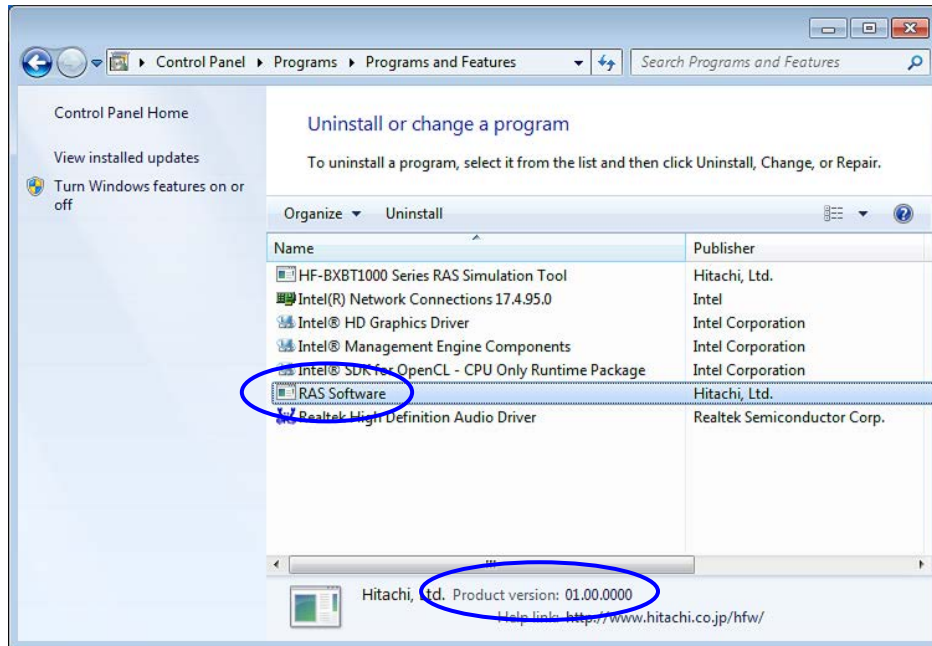 Control Panel ▸ Programs ▸ Programs and Features
Search Programs and Features
Control Panel Home
View installed updates
Turn Windows features on or
off
Uninstall or change a program
To uninstall a program, select it from the list and then click Uninstall, Change, or Repair.
Organize Uninstall
Name Publisher
HF-BXBT1000 Series RAS Simulation Tool Hitachi, Ltd.
Intel(R) Network Connections 17.4.95.0 Intel
Intel® HD Graphics Driver Intel Corporation
Intel® Management Engine Components Intel Corporation
Intel® SDK for OpenCL - CPU Only Runtime Package Intel Corporation
RAS Software Hitachi, Ltd.
Realtek High Definition Audio Driver Realtek Semiconductor Corp.
Hitachi, Ltd. Product version: 01.00.0000
Help link: http://www.hitachi.co.jp/hfw/